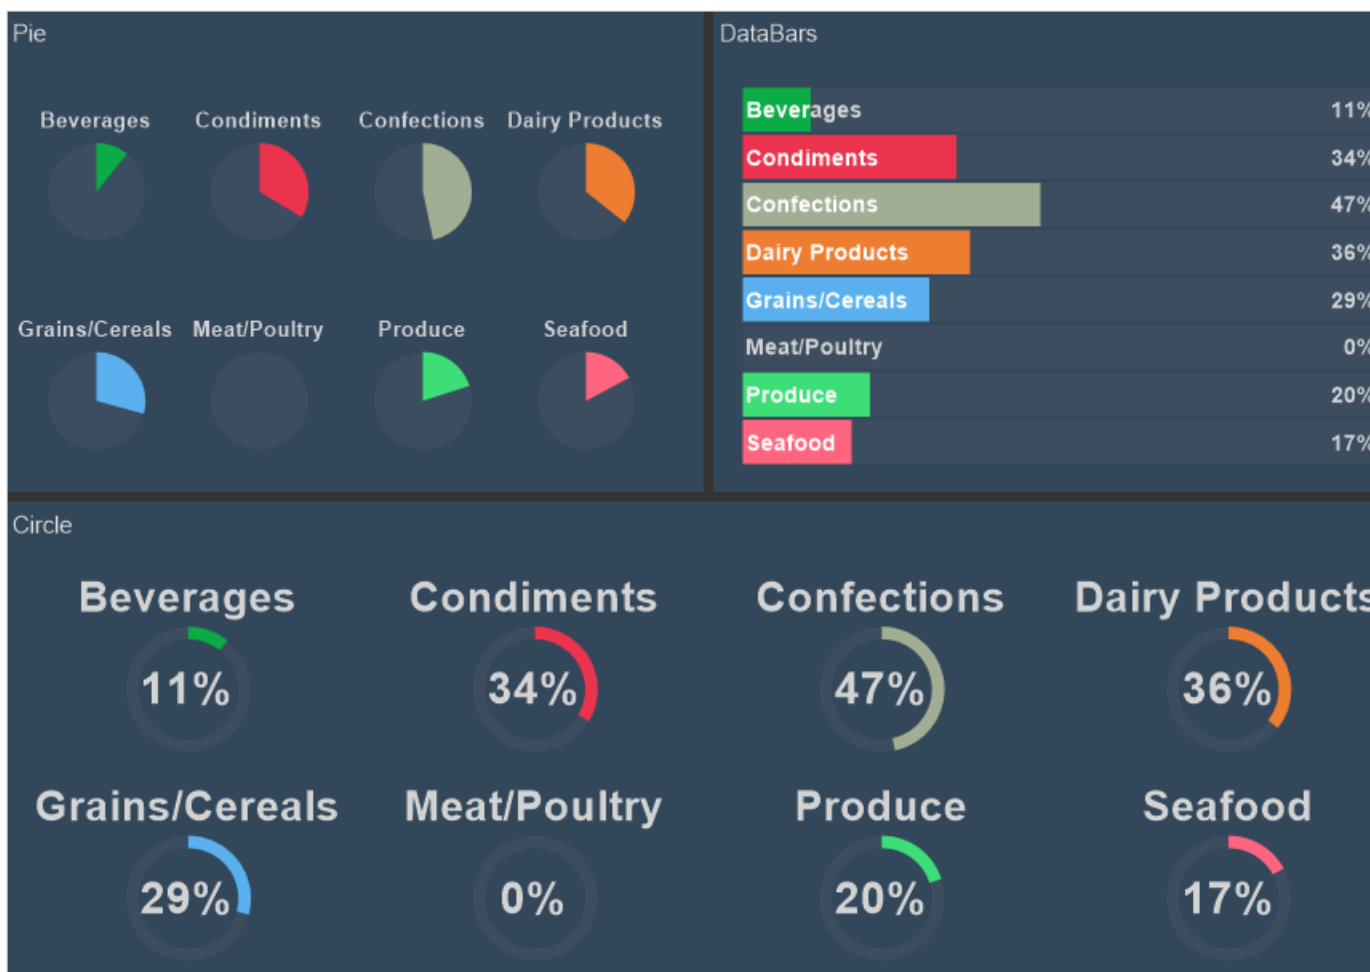 Pie
Beverages Condiments Confections Dairy Products
Grains/Cereals Meat/Poultry Produce Seafood
DataBars
Beverages 11%
Condiments 34%
Confections 47%
Dairy Products 36%
Grains/Cereals 29%
Meat/Poultry 0%
Produce 20%
Seafood 17%
Circle
Beverages Condiments Confections Dairy Products
11% 34% 47% 36%
Grains/Cereals Meat/Poultry Produce Seafood
29% 0% 20% 17%